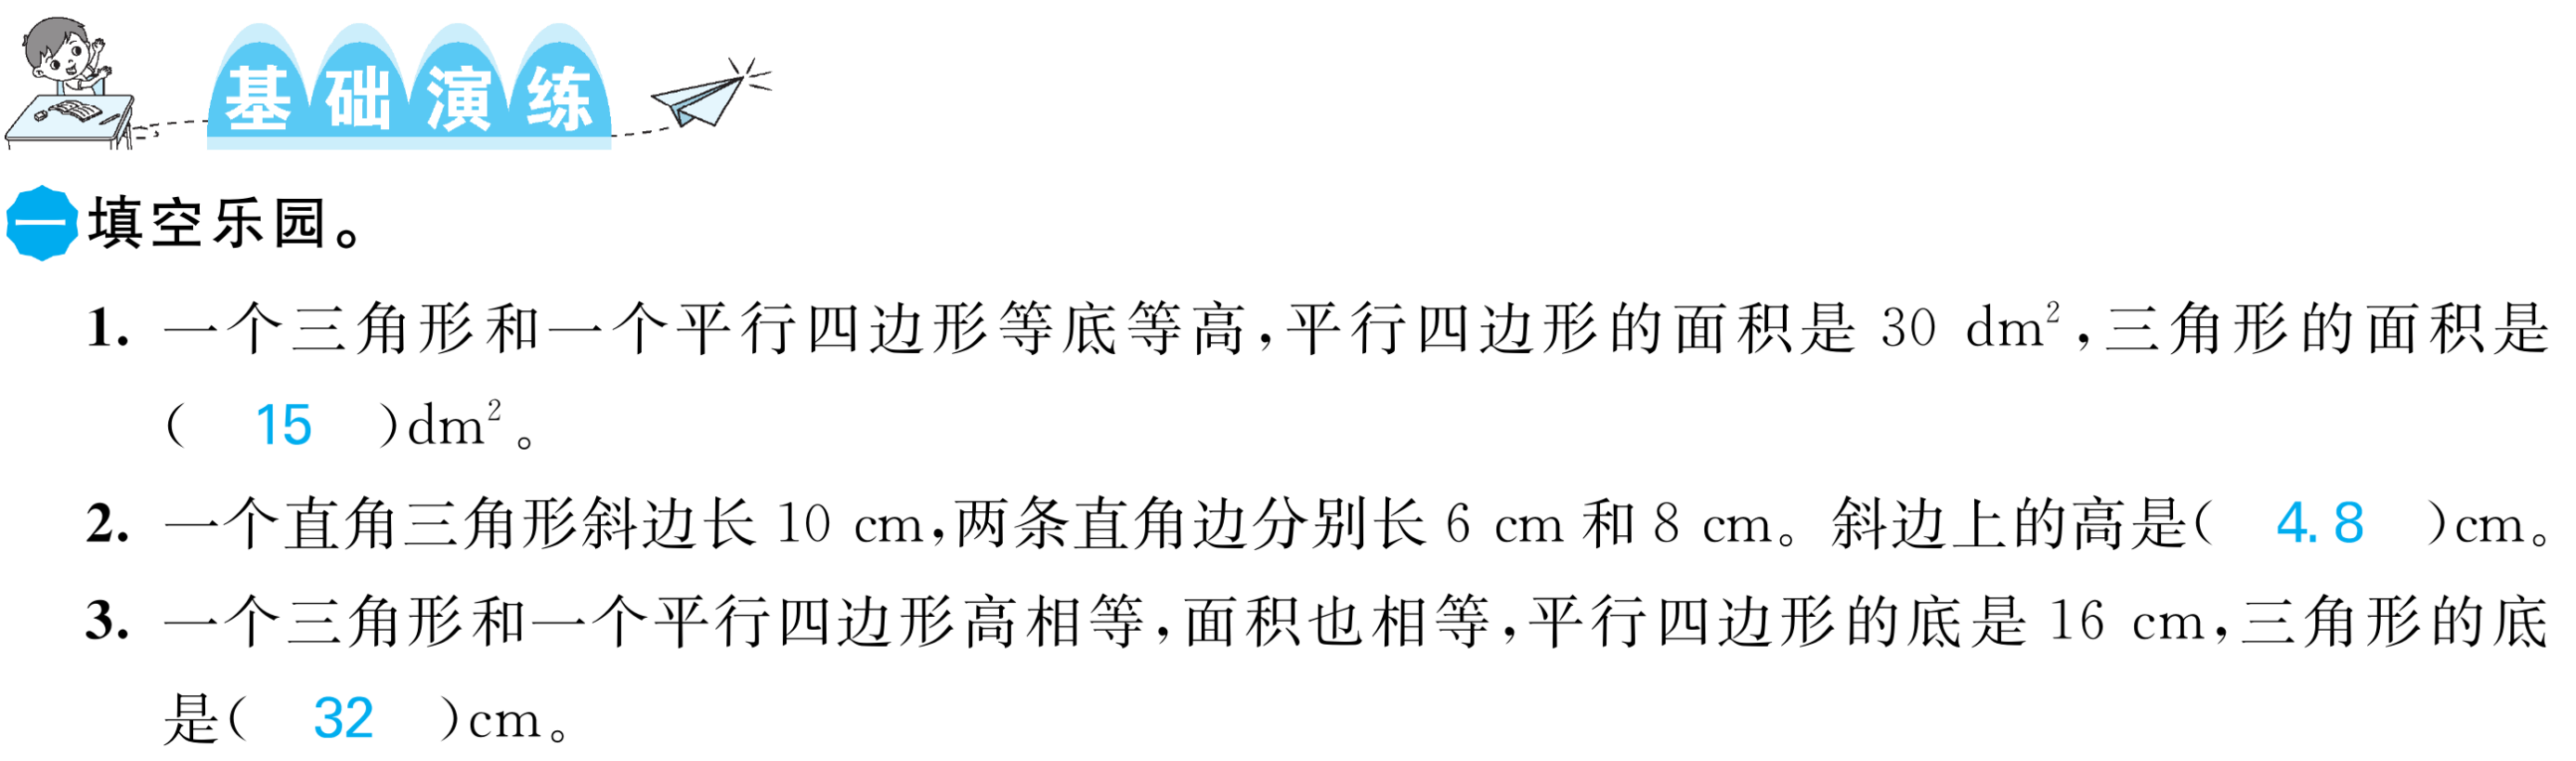 基础演练
一 填空乐园。
1. 一个三角形和一个平行四边形等底等高,平行四边形的面积是 30 dm²,三角形的面积是
( 15 )dm²。
2. 一个直角三角形斜边长 10 cm,两条直角边分别长 6 cm 和 8 cm。斜边上的高是( 4.8 )cm。
3. 一个三角形和一个平行四边形高相等,面积也相等,平行四边形的底是 16 cm,三角形的底
是( 32 )cm。